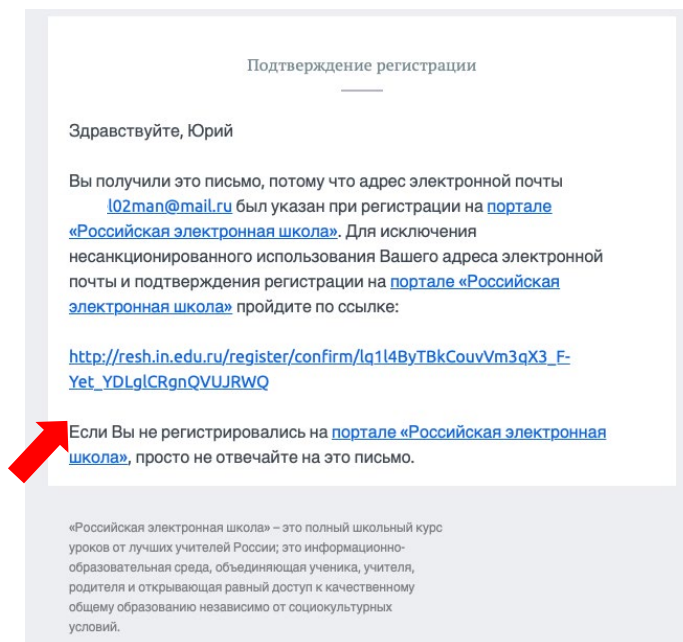 Подтверждение регистрации
Здравствуйте, Юрий
Вы получили это письмо, потому что адрес электронной почты
l02man@mail.ru был указан при регистрации на портале
«Российская электронная школа». Для исключения
несанкционированного использования Вашего адреса электронной
почты и подтверждения регистрации на портале «Российская
электронная школа» пройдите по ссылке:
http://resh.in.edu.ru/register/confirm/lq1l4ByTBkCouvVm3qX3_F-
Yet_YDLglCRgnQVUJRWQ
Если Вы не регистрировались на портале «Российская электронная
школа», просто не отвечайте на это письмо.
«Российская электронная школа» – это полный школьный курс
уроков от лучших учителей России; это информационно-
образовательная среда, объединяющая ученика, учителя,
родителя и открывающая равный доступ к качественному
общему образованию независимо от социокультурных
условий.